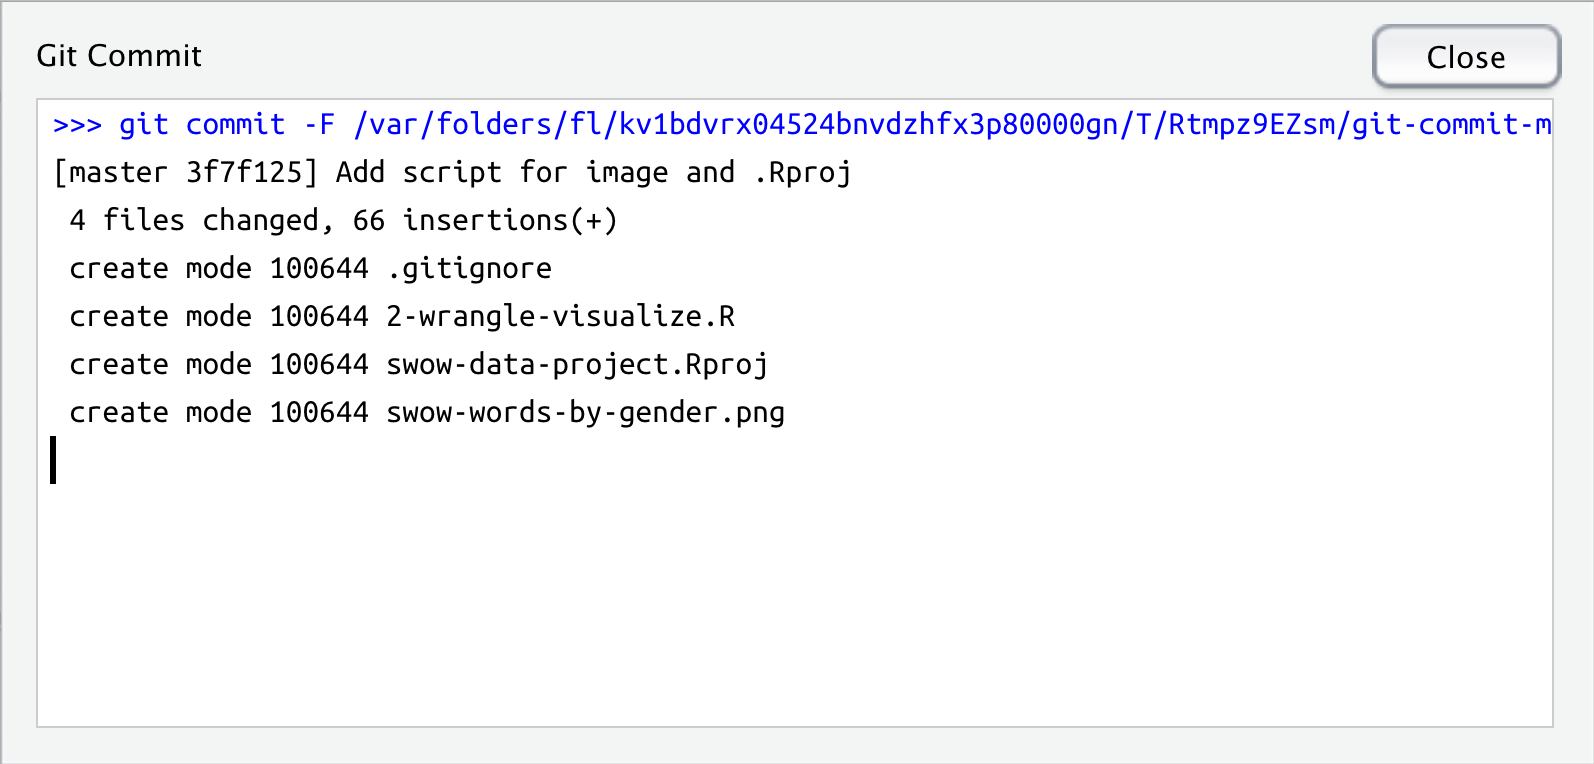 Git Commit
Close
>>> git commit -F /var/folders/fl/kv1bdvrx04524bnvdzhfx3p80000gn/T/Rtmpz9EZsm/git-commit-m
[master 3f7f125] Add script for image and .Rproj
4 files changed, 66 insertions(+)
create mode 100644 .gitignore
create mode 100644 2-wrangle-visualize.R
create mode 100644 swow-data-project.Rproj
create mode 100644 swow-words-by-gender.png